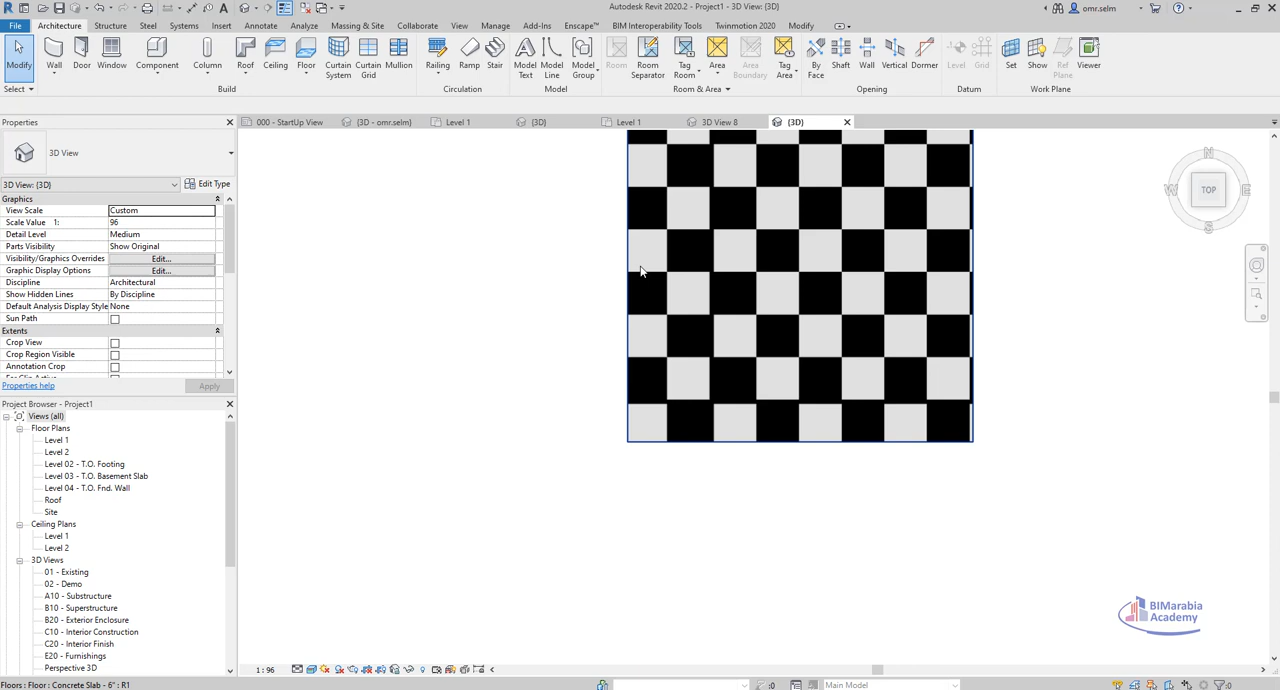 Autodesk Revit 2020.2 - Project1 - 3D View: {3D}
omr.selm
File Architecture Structure Steel Systems Insert Annotate Analyze Massing & Site Collaborate View Manage Add-Ins Enscape™ BIM Interoperability Tools Twinmotion 2020 Modify
Modify Wall Door Window Component Column Roof Ceiling Floor Curtain System Curtain Grid Mullion Railing Ramp Stair Model Text Model Line Model Group Room Room Separator Tag Room Area Area Boundary Tag Area By Face Shaft Wall Vertical Dormer Level Grid Set Show Ref Plane Viewer
Select Build Circulation Model Room & Area Opening Datum Work Plane
Properties
000 - StartUp View {3D - omr.selm} Level 1 {3D} Level 1 3D View 8 {3D}
3D View
3D View: {3D} Edit Type
Graphics
View Scale Custom
Scale Value 1: 96
Detail Level Medium
Parts Visibility Show Original
Visibility/Graphics Overrides Edit...
Graphic Display Options Edit...
Discipline Architectural
Show Hidden Lines By Discipline
Default Analysis Display Style None
Sun Path
Extents
Crop View
Crop Region Visible
Annotation Crop
Properties help Apply
Project Browser - Project1
Views (all)
Floor Plans
Level 1
Level 2
Level 02 - T.O. Footing
Level 03 - T.O. Basement Slab
Level 04 - T.O. Fnd. Wall
Roof
Site
Ceiling Plans
Level 1
Level 2
3D Views
01 - Existing
02 - Demo
A10 - Substructure
B10 - Superstructure
B20 - Exterior Enclosure
C10 - Interior Construction
C20 - Interior Finish
E20 - Furnishings
Perspective 3D
N
W TOP E
S
BIMarabia
Academy
1 : 96
Floors : Floor : Concrete Slab - 6" : R1
:0 Main Model :0